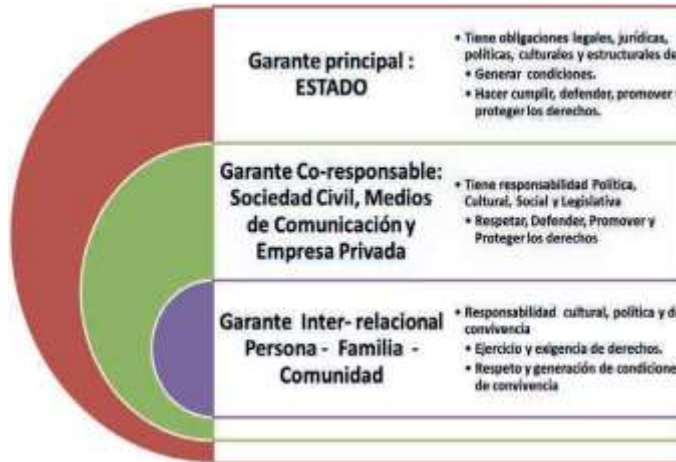 Garante principal :
ESTADO
• Tiene obligaciones legales, jurídicas,
políticas, culturales y estructurales de
• Generar condiciones.
• Hacer cumplir, defender, promover
proteger los derechos.
Garante Co-responsable:
Sociedad Civil, Medios
de Comunicación y
Empresa Privada
• Tiene responsabilidad Política,
Cultural, Social y Legislativa
• Respetar, Defender, Promover y
Proteger los derechos
Garante Inter- relacional
Persona - Familia -
Comunidad
• Responsabilidad cultural, política y d
convivencia
• Ejercicio y exigencia de derechos.
• Respeto y generación de condicione
de convivencia